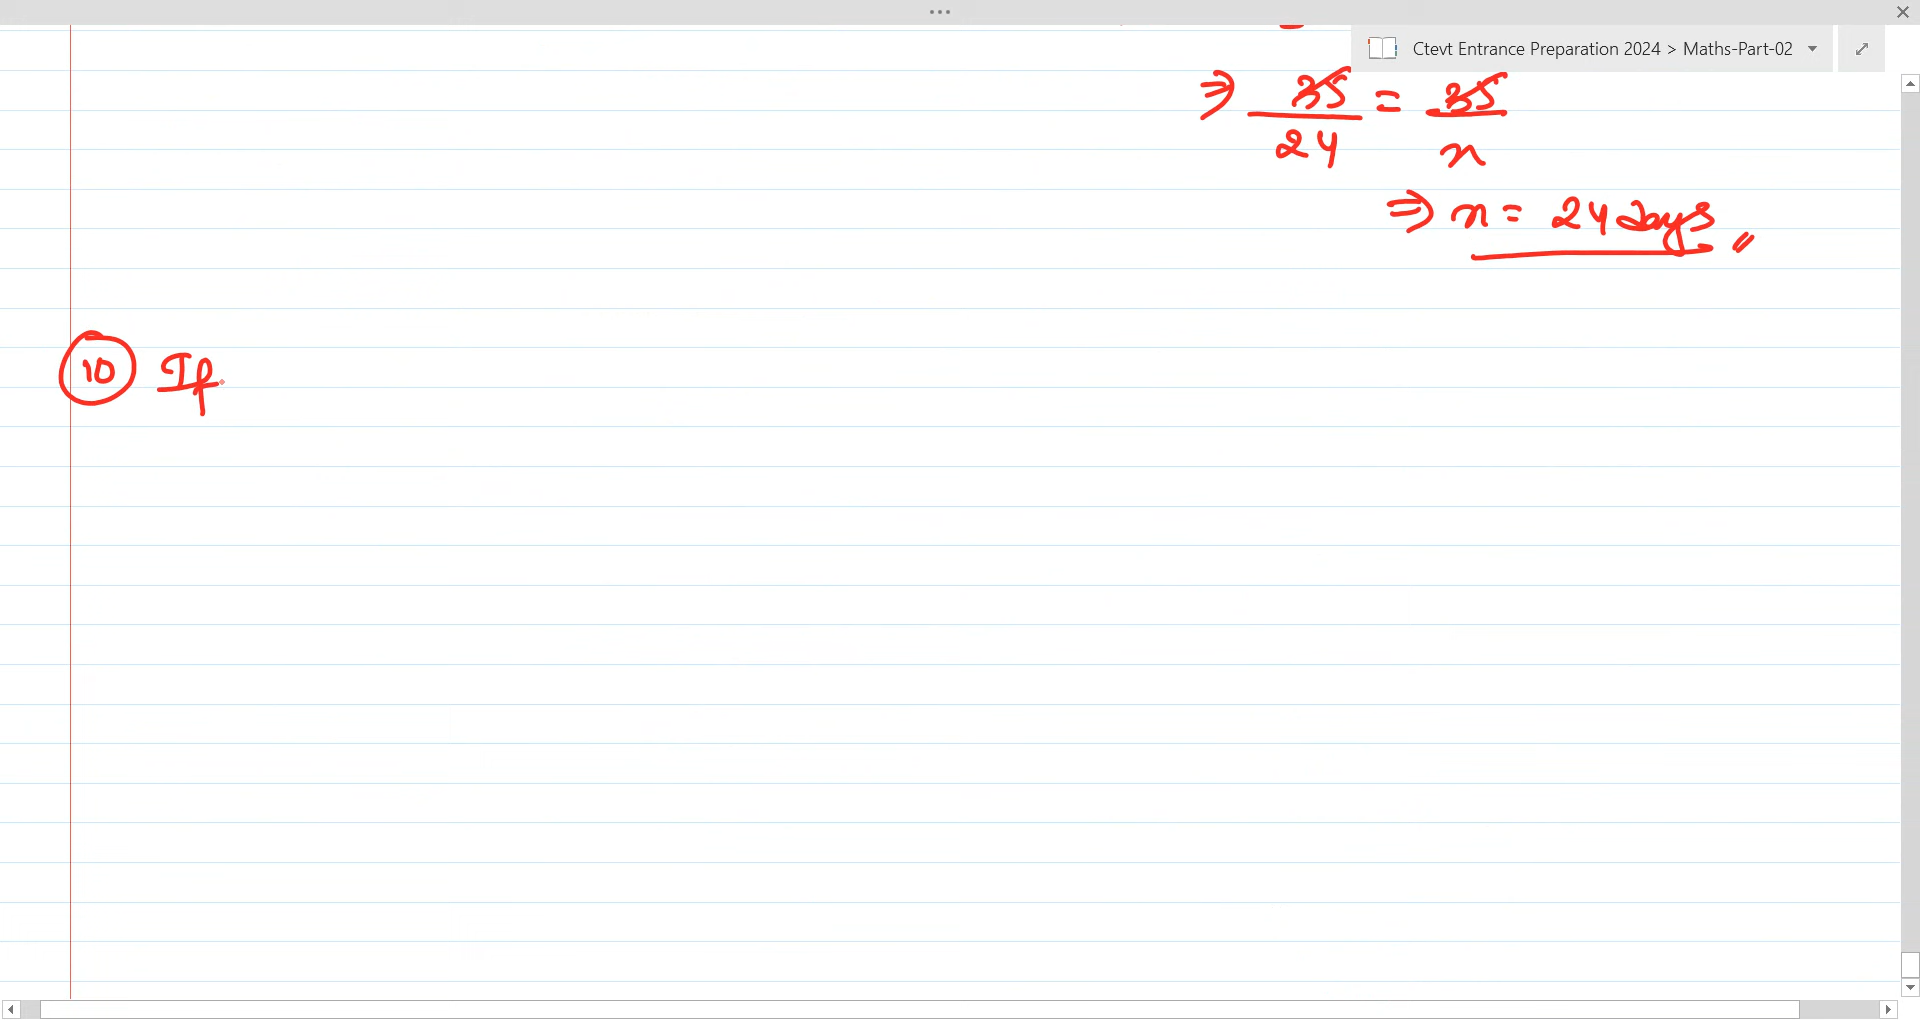 Ctevt Entrance Preparation 2024 > Maths-Part-02
⇒ 35/24 = 35/n
⇒ n = 24 days
10 If